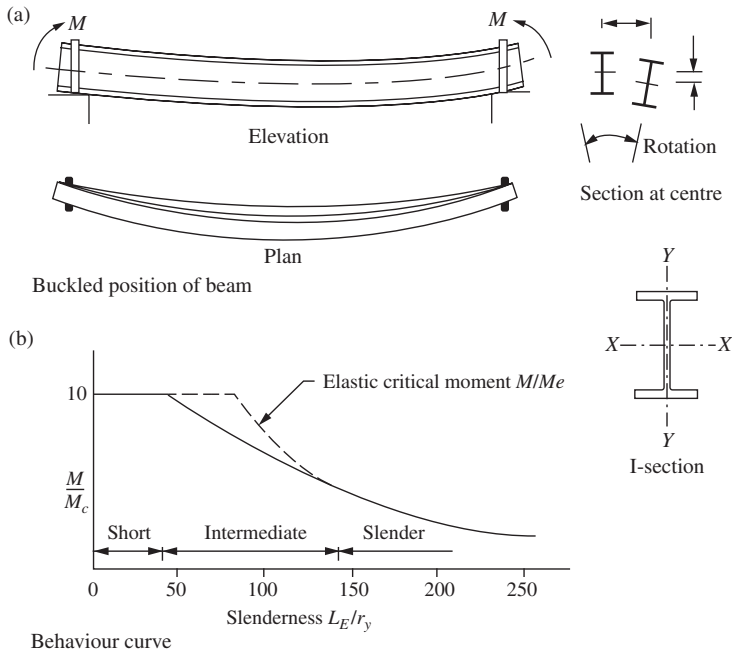 (a)
M
M
Elevation
Rotation
Section at centre
Plan
Buckled position of beam
Y
X
X
Y
I-section
(b)
10
Elastic critical moment M/Me
M
M_c
Short
Intermediate
Slender
0
50
100
150
200
250
Slenderness L_E/r_y
Behaviour curve